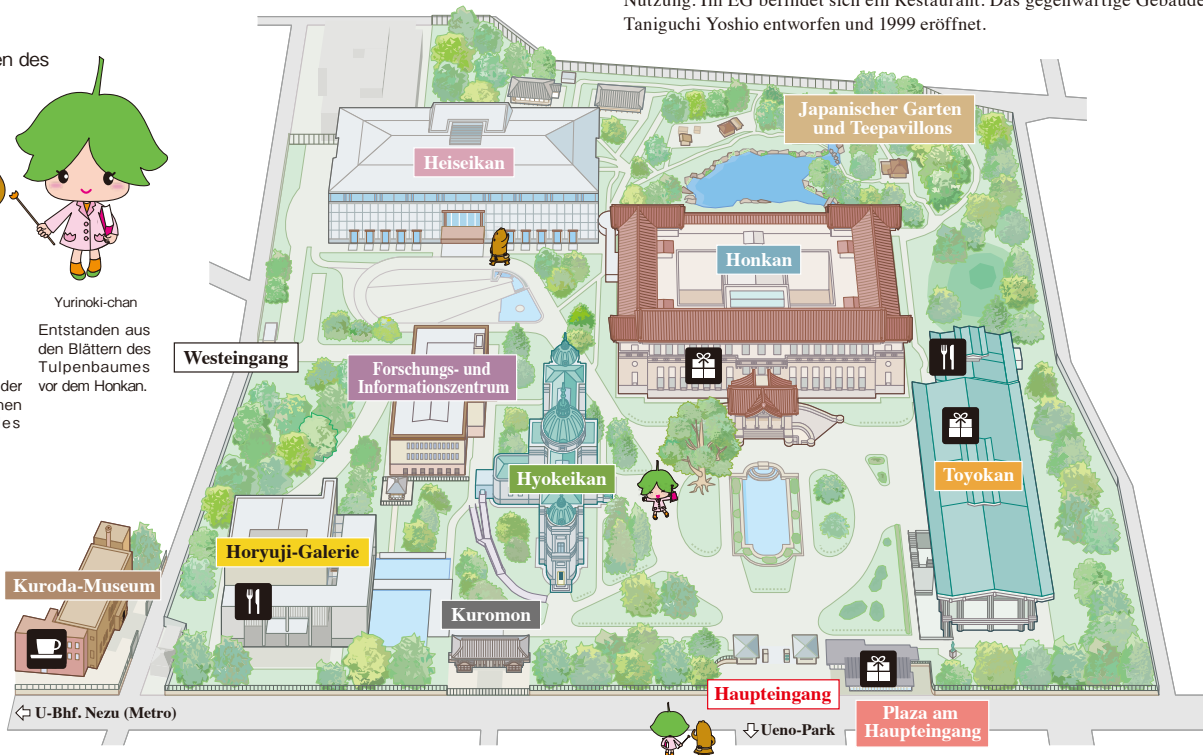 Nutzung. Im EG befindet sich ein Restaurant. Das gegenwärtige Gebäude
Taniguchi Yoshio entworfen und 1999 eröffnet.
des
Yurinoki-chan
Entstanden aus
den Blättern des
Tulpenbaumes
vor dem Honkan.
der
Heiseikan
Japanischer Garten
und Teepavillons
Honkan
Westeingang
Forschungs- und
Informationszentrum
Hyokeikan
Toyokan
Horyuji-Galerie
Kuroda-Museum
Kuromon
Haupteingang
Plaza am
Haupteingang
U-Bhf. Nezu (Metro)
Ueno-Park